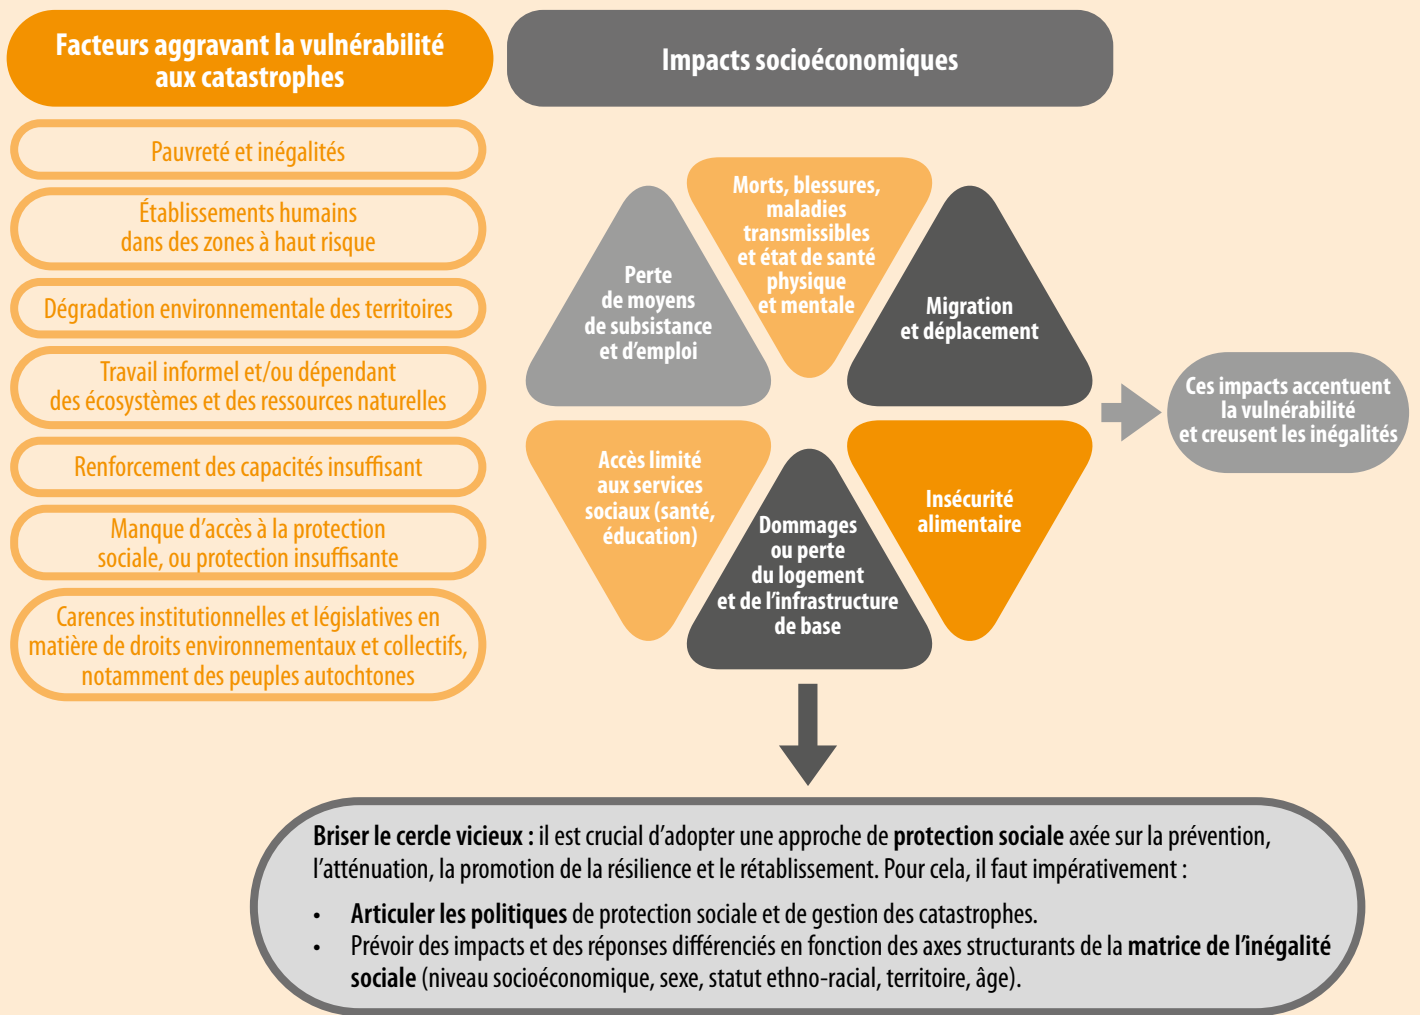 Facteurs aggravant la vulnérabilité
aux catastrophes
Pauvreté et inégalités
Établissements humains
dans des zones à haut risque
Dégradation environnementale des territoires
Travail informel et/ou dépendant
des écosystèmes et des ressources naturelles
Renforcement des capacités insuffisant
Manque d'accès à la protection
sociale, ou protection insuffisante
Carences institutionnelles et législatives en
matière de droits environnementaux et collectifs,
notamment des peuples autochtones
Impacts socioéconomiques
Perte
de moyens
de subsistance
et d'emploi
Morts, blessures,
maladies
transmissibles
et état de santé
physique
et mentale
Migration
et déplacement
Accès limité
aux services
sociaux (santé,
éducation)
Dommages
ou perte
du logement
et de l'infrastructure
de base
Insécurité
alimentaire
Ces impacts accentuent
la vulnérabilité
et creusent les inégalités
Briser le cercle vicieux : il est crucial d'adopter une approche de protection sociale axée sur la prévention,
l'atténuation, la promotion de la résilience et le rétablissement. Pour cela, il faut impérativement :
• Articuler les politiques de protection sociale et de gestion des catastrophes.
• Prévoir des impacts et des réponses différenciés en fonction des axes structurants de la matrice de l'inégalité
sociale (niveau socioéconomique, sexe, statut ethno-racial, territoire, âge).